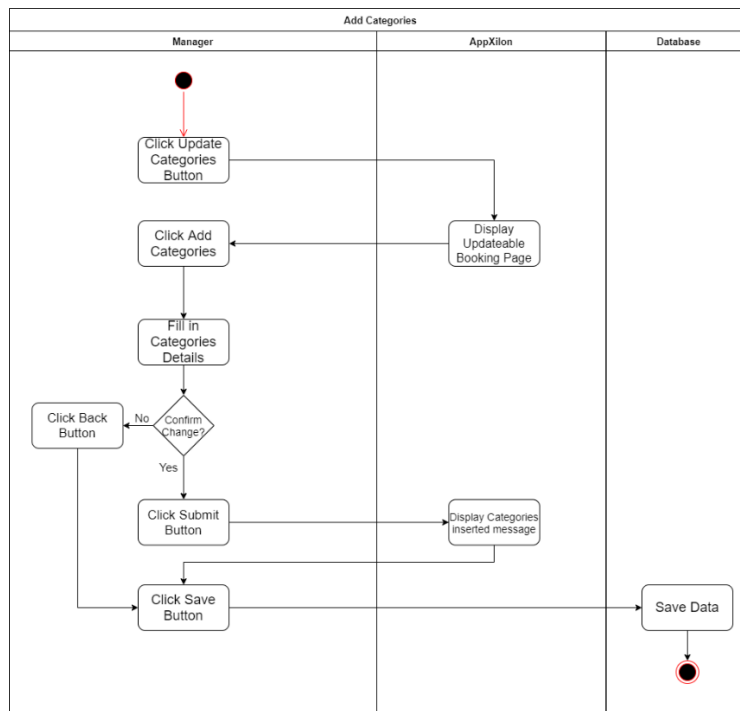 Add Categories
Manager
AppXilon
Database
Click Update
Categories
Button
Display
Updateable
Booking Page
Click Add
Categories
Fill in
Categories
Details
Confirm
Change?
No
Click Back
Button
Yes
Click Submit
Button
Display Categories
inserted message
Click Save
Button
Save Data